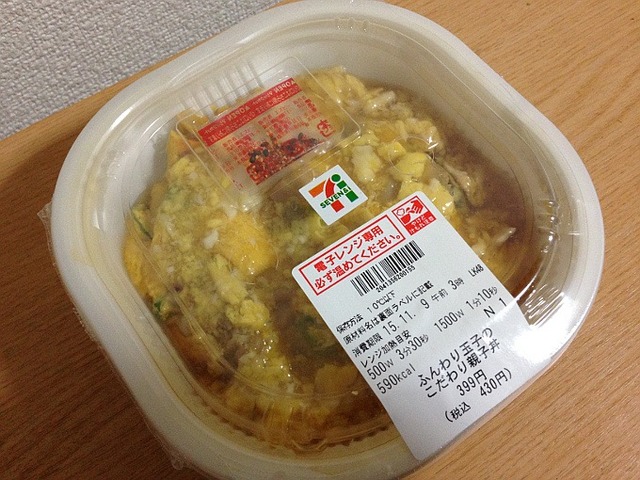 OPEN
7
SEVEN & i
電子レンジ専用
必ず温めてください。
204139620155
保存方法 10℃以下 LK48
原材料名は裏面ラベルに記載
消費期限 15.11. 9 午前 3時
レンジ加熱目安
500W 3分30秒 1500W 1分10秒
590kcal N 1
ふんわり玉子の
こだわり親子丼
399円
(税込 430円)